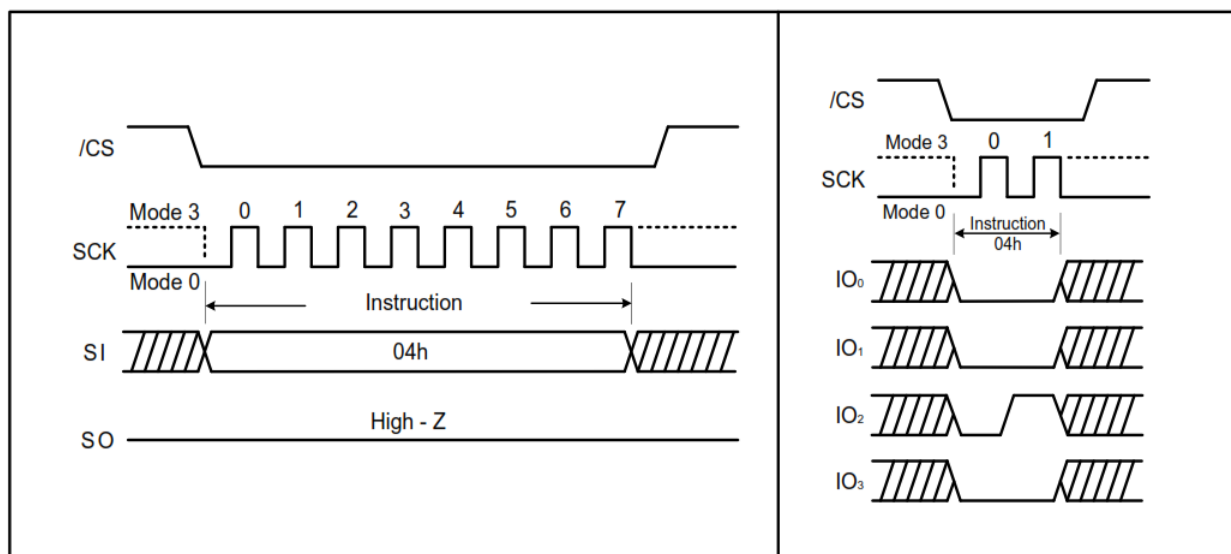 /CS
Mode 3 0 1 2 3 4 5 6 7
SCK
Mode 0
Instruction
SI 04h
High - Z
SO
/CS
Mode 3 0 1
SCK
Mode 0
Instruction
04h
IO₀
IO₁
IO₂
IO₃